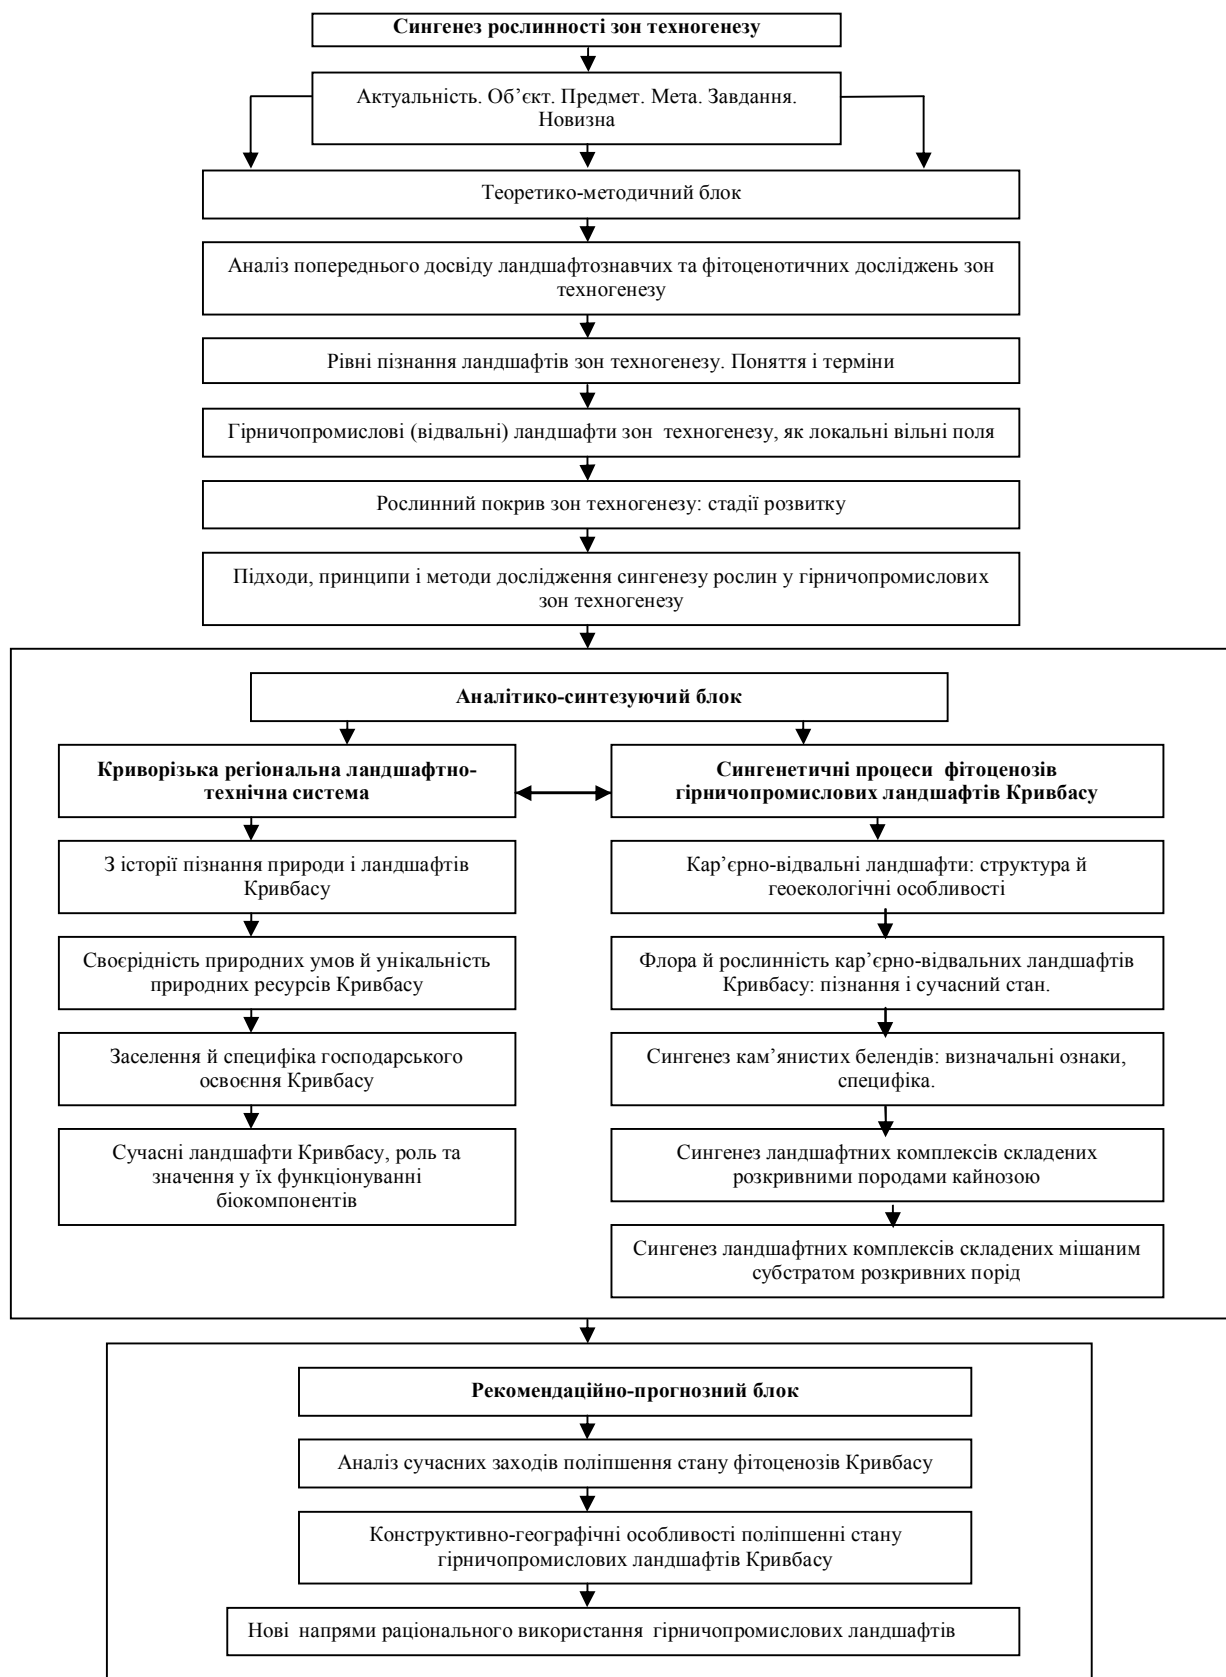 Сингенез рослинності зон техногенезу
Актуальність. Об’єкт. Предмет. Мета. Завдання.
Новизна
Теоретико-методичний блок
Аналіз попереднього досвіду ландшафтознавчих та фітоценотичних досліджень зон
техногенезу
Рівні пізнання ландшафтів зон техногенезу. Поняття і терміни
Гірничопромислові (відвальні) ландшафти зон техногенезу, як локальні вільні поля
Рослинний покрив зон техногенезу: стадії розвитку
Підходи, принципи і методи дослідження сингенезу рослин у гірничопромислових
зон техногенезу
Аналітико-синтезуючий блок
Криворізька регіональна ландшафтно-
технічна система
З історії пізнання природи і ландшафтів
Кривбасу
Своєрідність природних умов й унікальність
природних ресурсів Кривбасу
Заселення й специфіка господарського
освоєння Кривбасу
Сучасні ландшафти Кривбасу, роль та
значення у їх функціонуванні
біокомпонентів
Сингенетичні процеси фітоценозів
гірничопромислових ландшафтів Кривбасу
Кар’єрно-відвальні ландшафти: структура й
геоекологічні особливості
Флора й рослинність кар’єрно-відвальних ландшафтів
Кривбасу: пізнання і сучасний стан.
Сингенез кам’янистих белендів: визначальні ознаки,
специфіка.
Сингенез ландшафтних комплексів складених
розкривними породами кайнозою
Сингенез ландшафтних комплексів складених мішаним
субстратом розкривних порід
Рекомендаційно-прогнозний блок
Аналіз сучасних заходів поліпшення стану фітоценозів Кривбасу
Конструктивно-географічні особливості поліпшенні стану
гірничопромислових ландшафтів Кривбасу
Нові напрями раціонального використання гірничопромислових ландшафтів